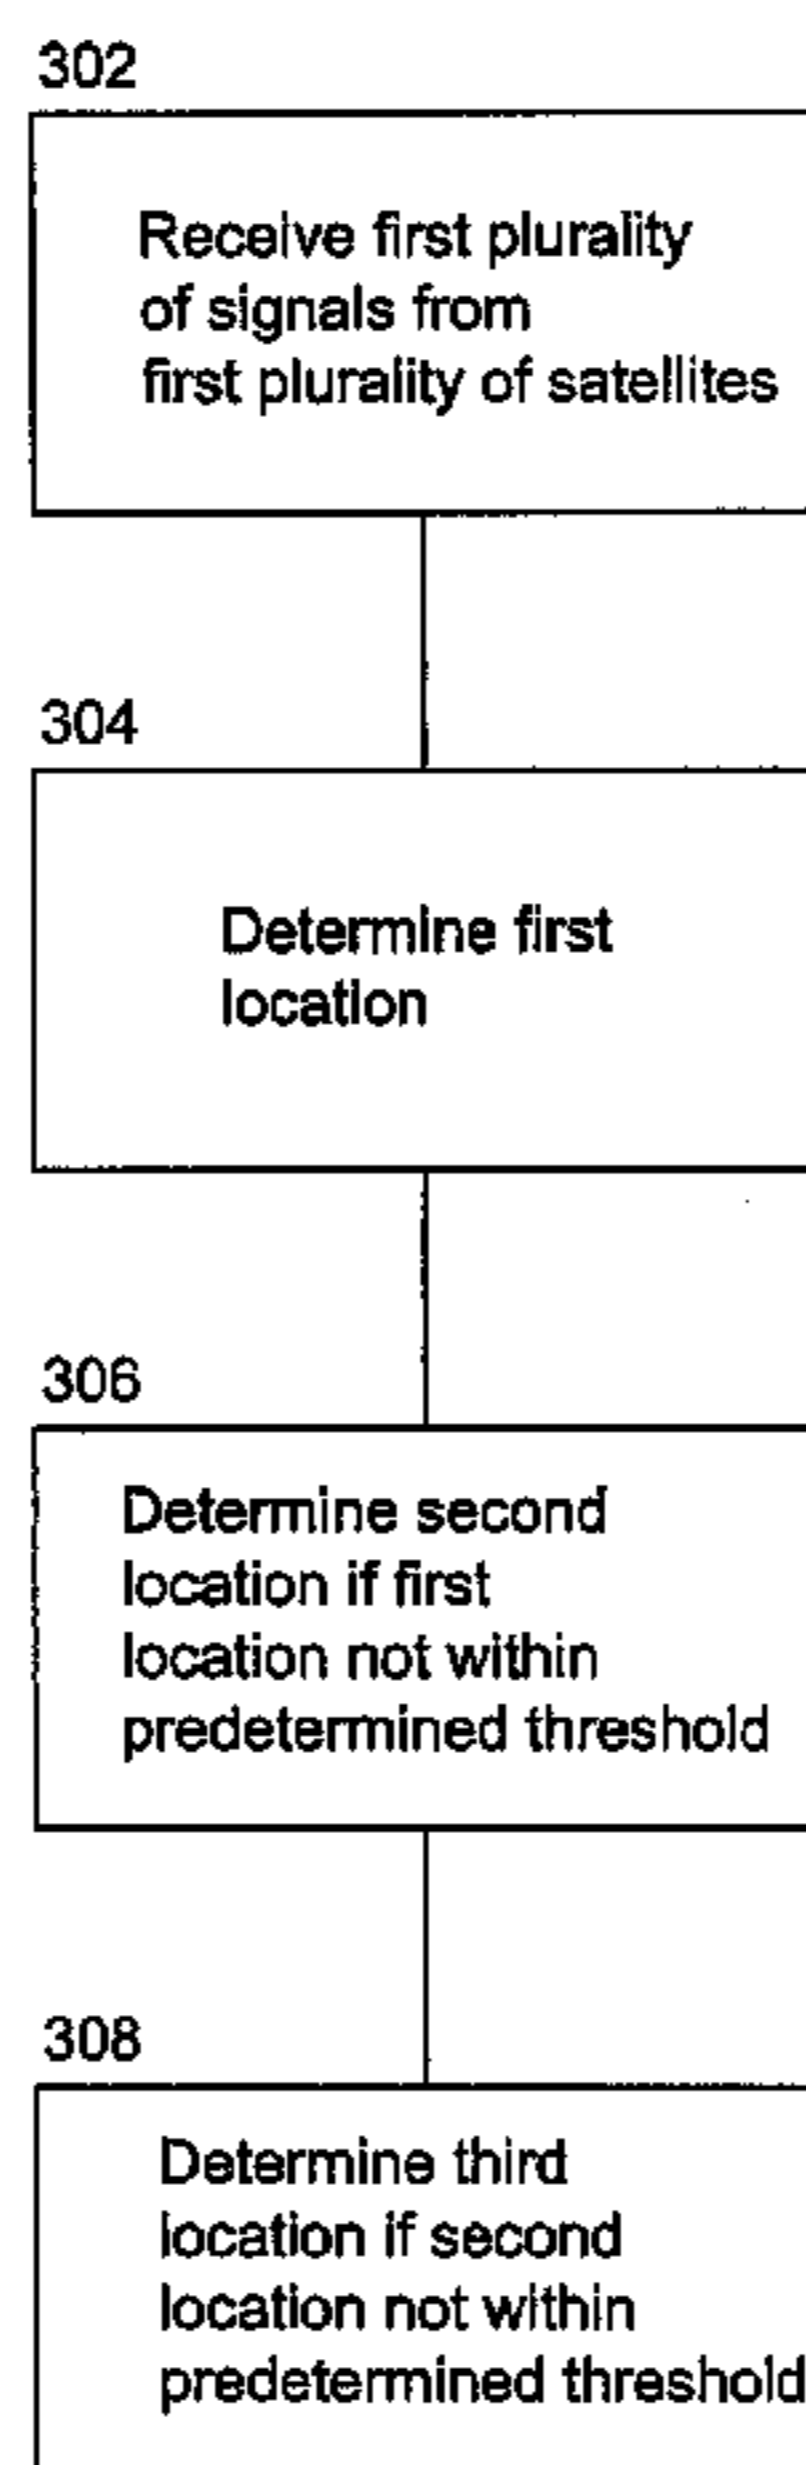 302
Receive first plurality
of signals from
first plurality of satellites
304
Determine first
location
306
Determine second
location if first
location not within
predetermined threshold
308
Determine third
location if second
location not within
predetermined threshold